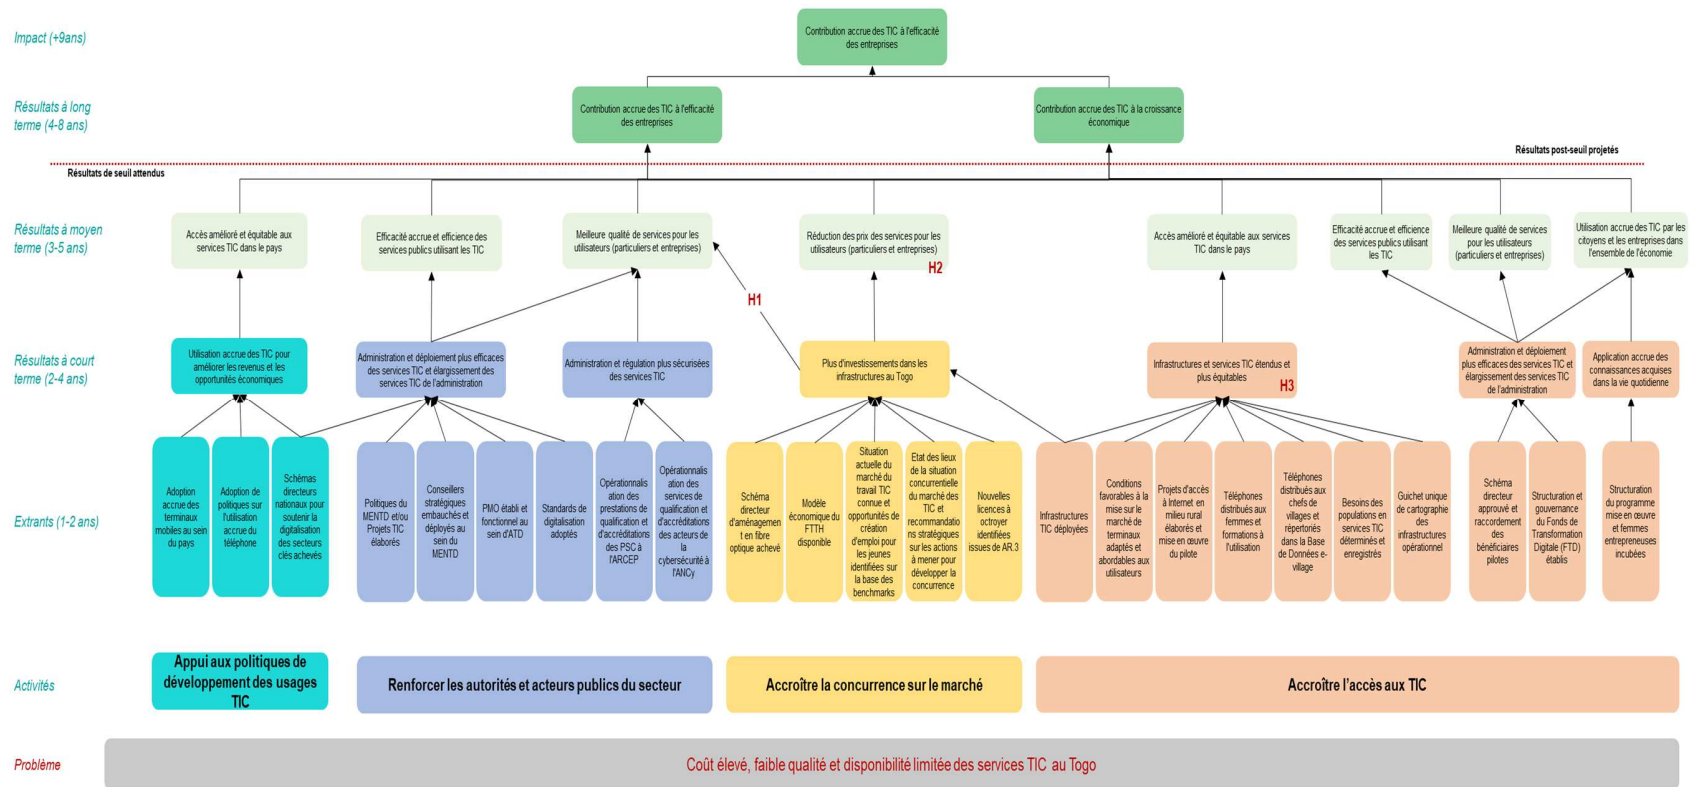 Impact (+9ans)
Contribution accrue des TIC à l'efficacité
des entreprises
Résultats à long
terme (4-8 ans)
Contribution accrue des TIC à l'efficacité
des entreprises
Contribution accrue des TIC à la croissance
économique
Résultats post-seuil projetés
Résultats de seuil attendus
Résultats à moyen
terme (3-5 ans)
Accès amélioré et équitable aux
services TIC dans le pays
Efficacité accrue et efficience des
services publics utilisant les TIC
Meilleure qualité de services pour les
utilisateurs (particuliers et entreprises)
Réduction des prix des services pour les
utilisateurs (particuliers et entreprises)
H2
Accès amélioré et équitable aux services
TIC dans le pays
Efficacité accrue et efficience
des services publics utilisant
les TIC
Meilleure qualité de services
pour les utilisateurs
(particuliers et entreprises)
Utilisation accrue des TIC par les
citoyens et les entreprises dans
l'ensemble de l'économie
H1
Résultats à court
terme (2-4 ans)
Utilisation accrue des TIC pour
améliorer les revenus et les
opportunités économiques
Administration et déploiement plus efficaces
des services TIC et élargissement des
services TIC de l'administration
Administration et régulation plus sécurisées
des services TIC
Plus d'investissements dans les
infrastructures au Togo
Infrastructures et services TIC étendus et
plus équitables
H3
Administration et déploiement
plus efficaces des services TIC et
élargissement des services TIC
de l'administration
Application accrue des
connaissances acquises
dans la vie quotidienne
Extrants (1-2 ans)
Adoption
accrue des
terminaux
mobiles au sein
du pays
Adoption de
politiques sur
l'utilisation
accrue du
téléphone
Schémas
directeurs
nationaux pour
soutenir la
digitalisation
des secteurs
clés achevés
Politiques du
MENTD et/ou
Projets TIC
élaborés
Conseillers
stratégiques
embauchés et
déployés au
sein du
MENTD
PMO établi et
fonctionnel au
sein d'ATD
Standards de
digitalisation
adoptés
Opérationnalis
ation des
prestations de
qualification et
d'accréditations
des PSC à
l'ARCEP
Opérationnalis
ation des
services de
qualification et
d'accréditations
des acteurs de
la
cybersécurité à
l'ANCy
Schéma
directeur
d'aménagemen
t en fibre
optique achevé
Modèle
économique du
FTTH
disponible
Situation
actuelle du
marché du
travail TIC
connue et
opportunités de
création
d'emploi pour
les jeunes
identifiées sur
la base des
benchmarks
Etat des lieux
de la situation
concurrentielle
du marché des
TIC et
recommandatio
ns stratégiques
sur les actions
à mener pour
développer la
concurrence
Nouvelles
licences à
octroyer
identifiées
issues de AR.3
Infrastructures
TIC déployées
Conditions
favorables à la
mise sur le
marché de
terminaux
adaptés et
abordables aux
utilisateurs
Projets d'accès
à Internet en
milieu rural
élaborés et
mise en œuvre
du pilote
Téléphones
distribués aux
femmes et
formations à
l'utilisation
Téléphones
distribués aux
chefs de
villages et
répertoriés
dans la Base
de Données e-
village
Besoins des
populations en
services TIC
déterminés et
enregistrés
Guichet unique
de cartographie
des
infrastructures
opérationnel
Schéma
directeur
approuvé et
raccordement
des
bénéficiaires
pilotes
Structuration et
gouvernance
du Fonds de
Transformation
Digitale (FTD)
établis
Structuration
du programme
mise en œuvre
et femmes
entrepreneuses
incubées
Activités
Appui aux politiques de
développement des usages
TIC
Renforcer les autorités et acteurs publics du secteur
Accroître la concurrence sur le marché
Accroître l'accès aux TIC
Problème
Coût élevé, faible qualité et disponibilité limitée des services TIC au Togo